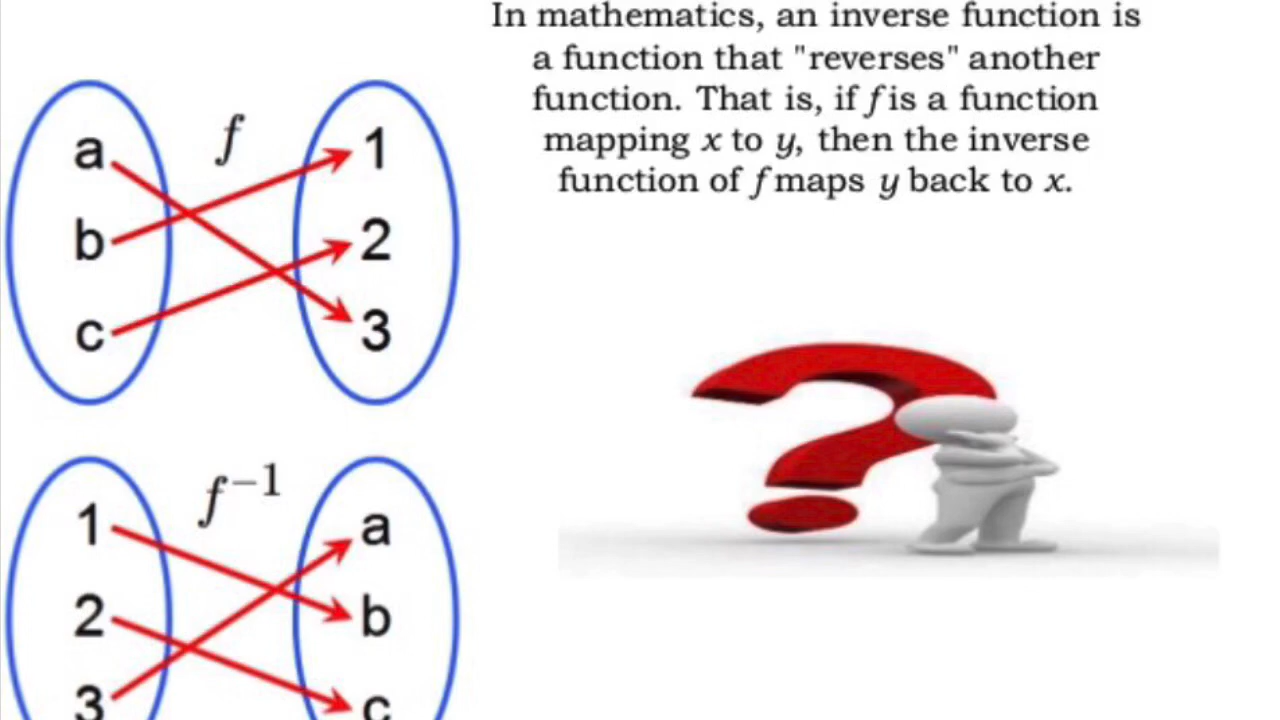 In mathematics, an inverse function is
a function that "reverses" another
function. That is, if f is a function
mapping x to y, then the inverse
function of f maps y back to x.
f
a 1
b 2
c 3
f⁻¹
1 a
2 b
3 c